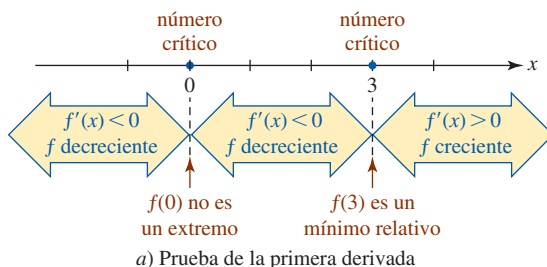 número
crítico
número
crítico
x
0
3
f′(x) < 0
f decreciente
f′(x) < 0
f decreciente
f′(x) > 0
f creciente
f(0) no es
un extremo
f(3) es un
mínimo relativo
a) Prueba de la primera derivada